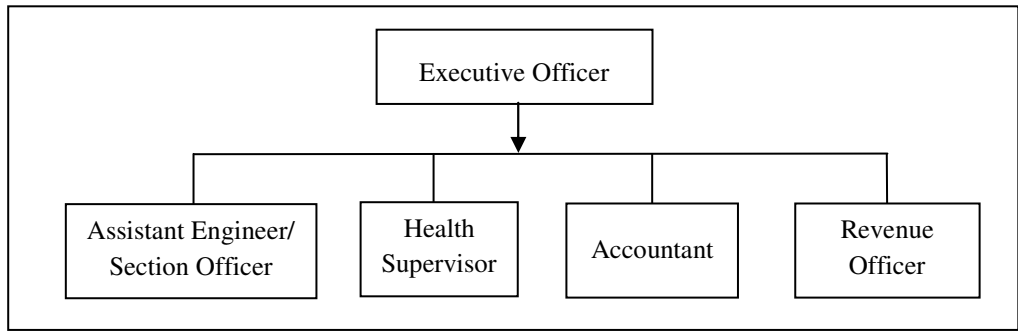 Executive Officer
Assistant Engineer/
Section Officer
Health
Supervisor
Accountant
Revenue
Officer